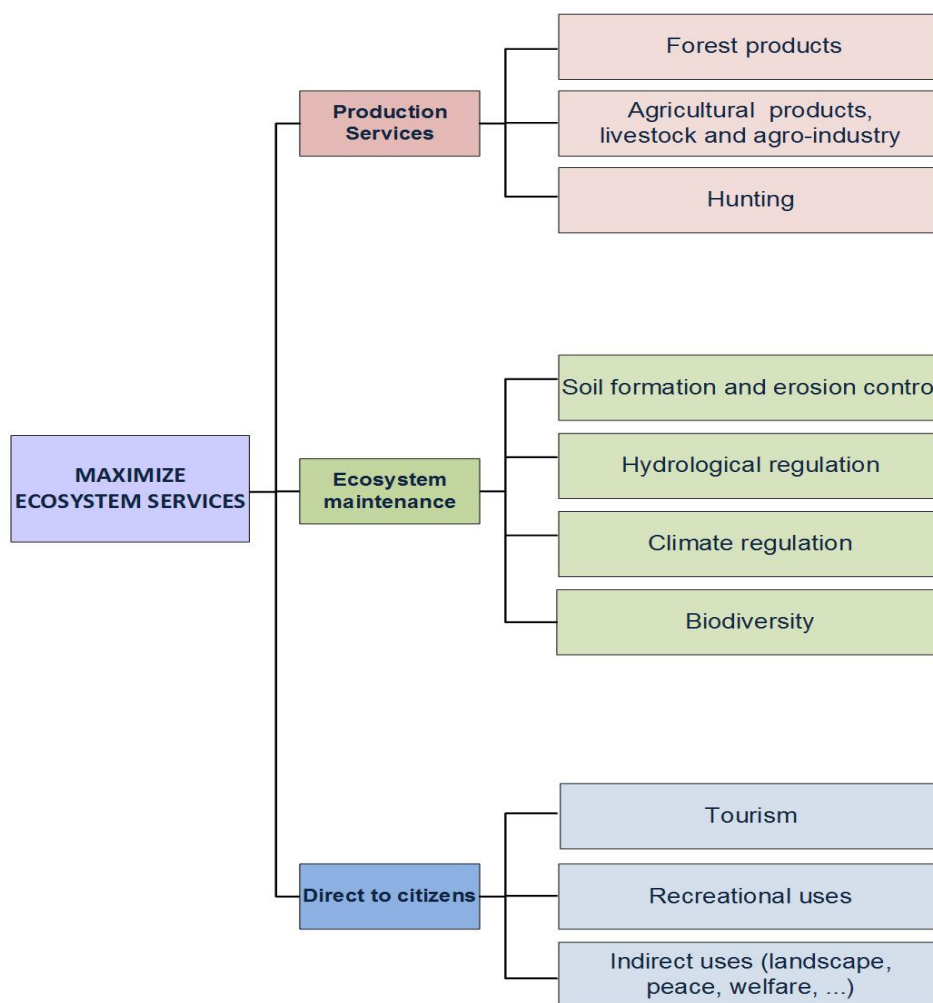 Forest products
Production
Services
Agricultural products,
livestock and agro-industry
Hunting
Soil formation and erosion contro
MAXIMIZE
ECOSYSTEM SERVICES
Ecosystem
maintenance
Hydrological regulation
Climate regulation
Biodiversity
Tourism
Direct to citizens
Recreational uses
Indirect uses (landscape,
peace, welfare, ...)